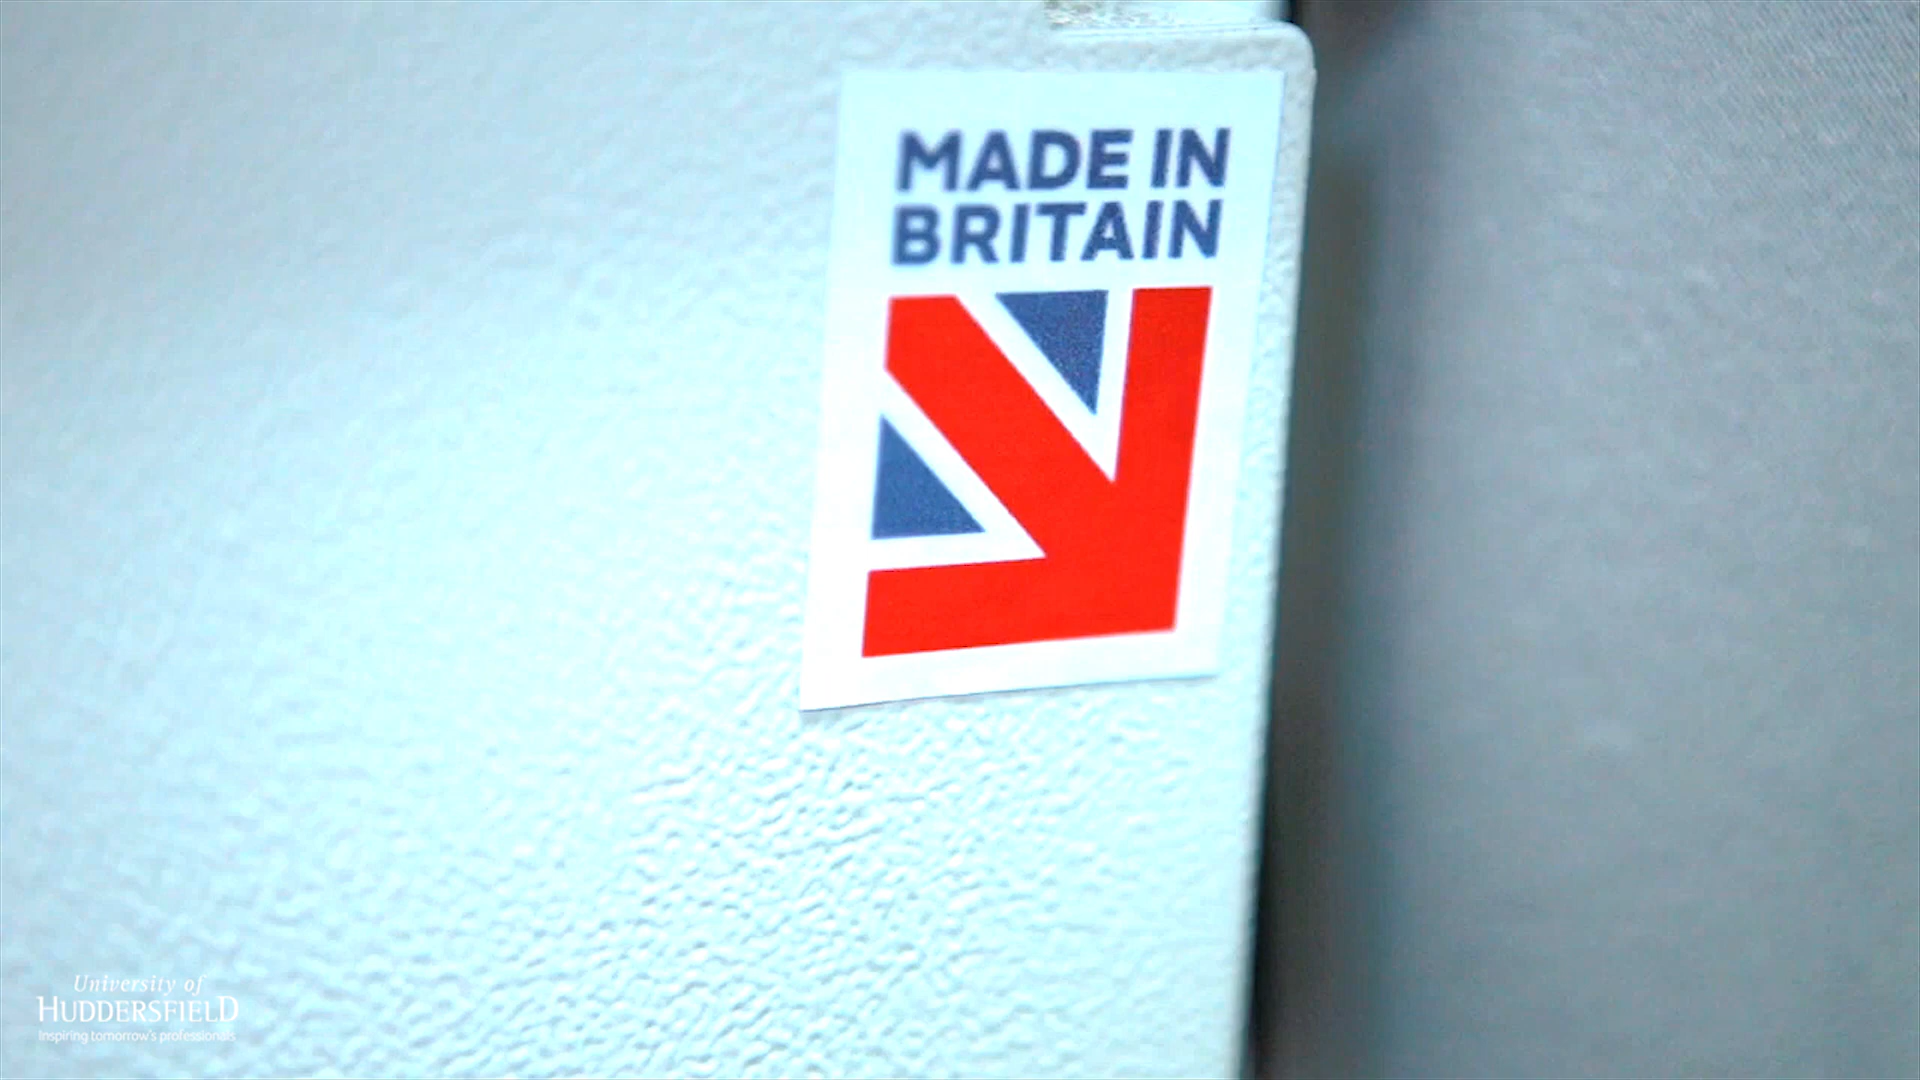 MADE IN
BRITAIN
University of
HUDDERSFIELD
Inspiring tomorrow's professionals